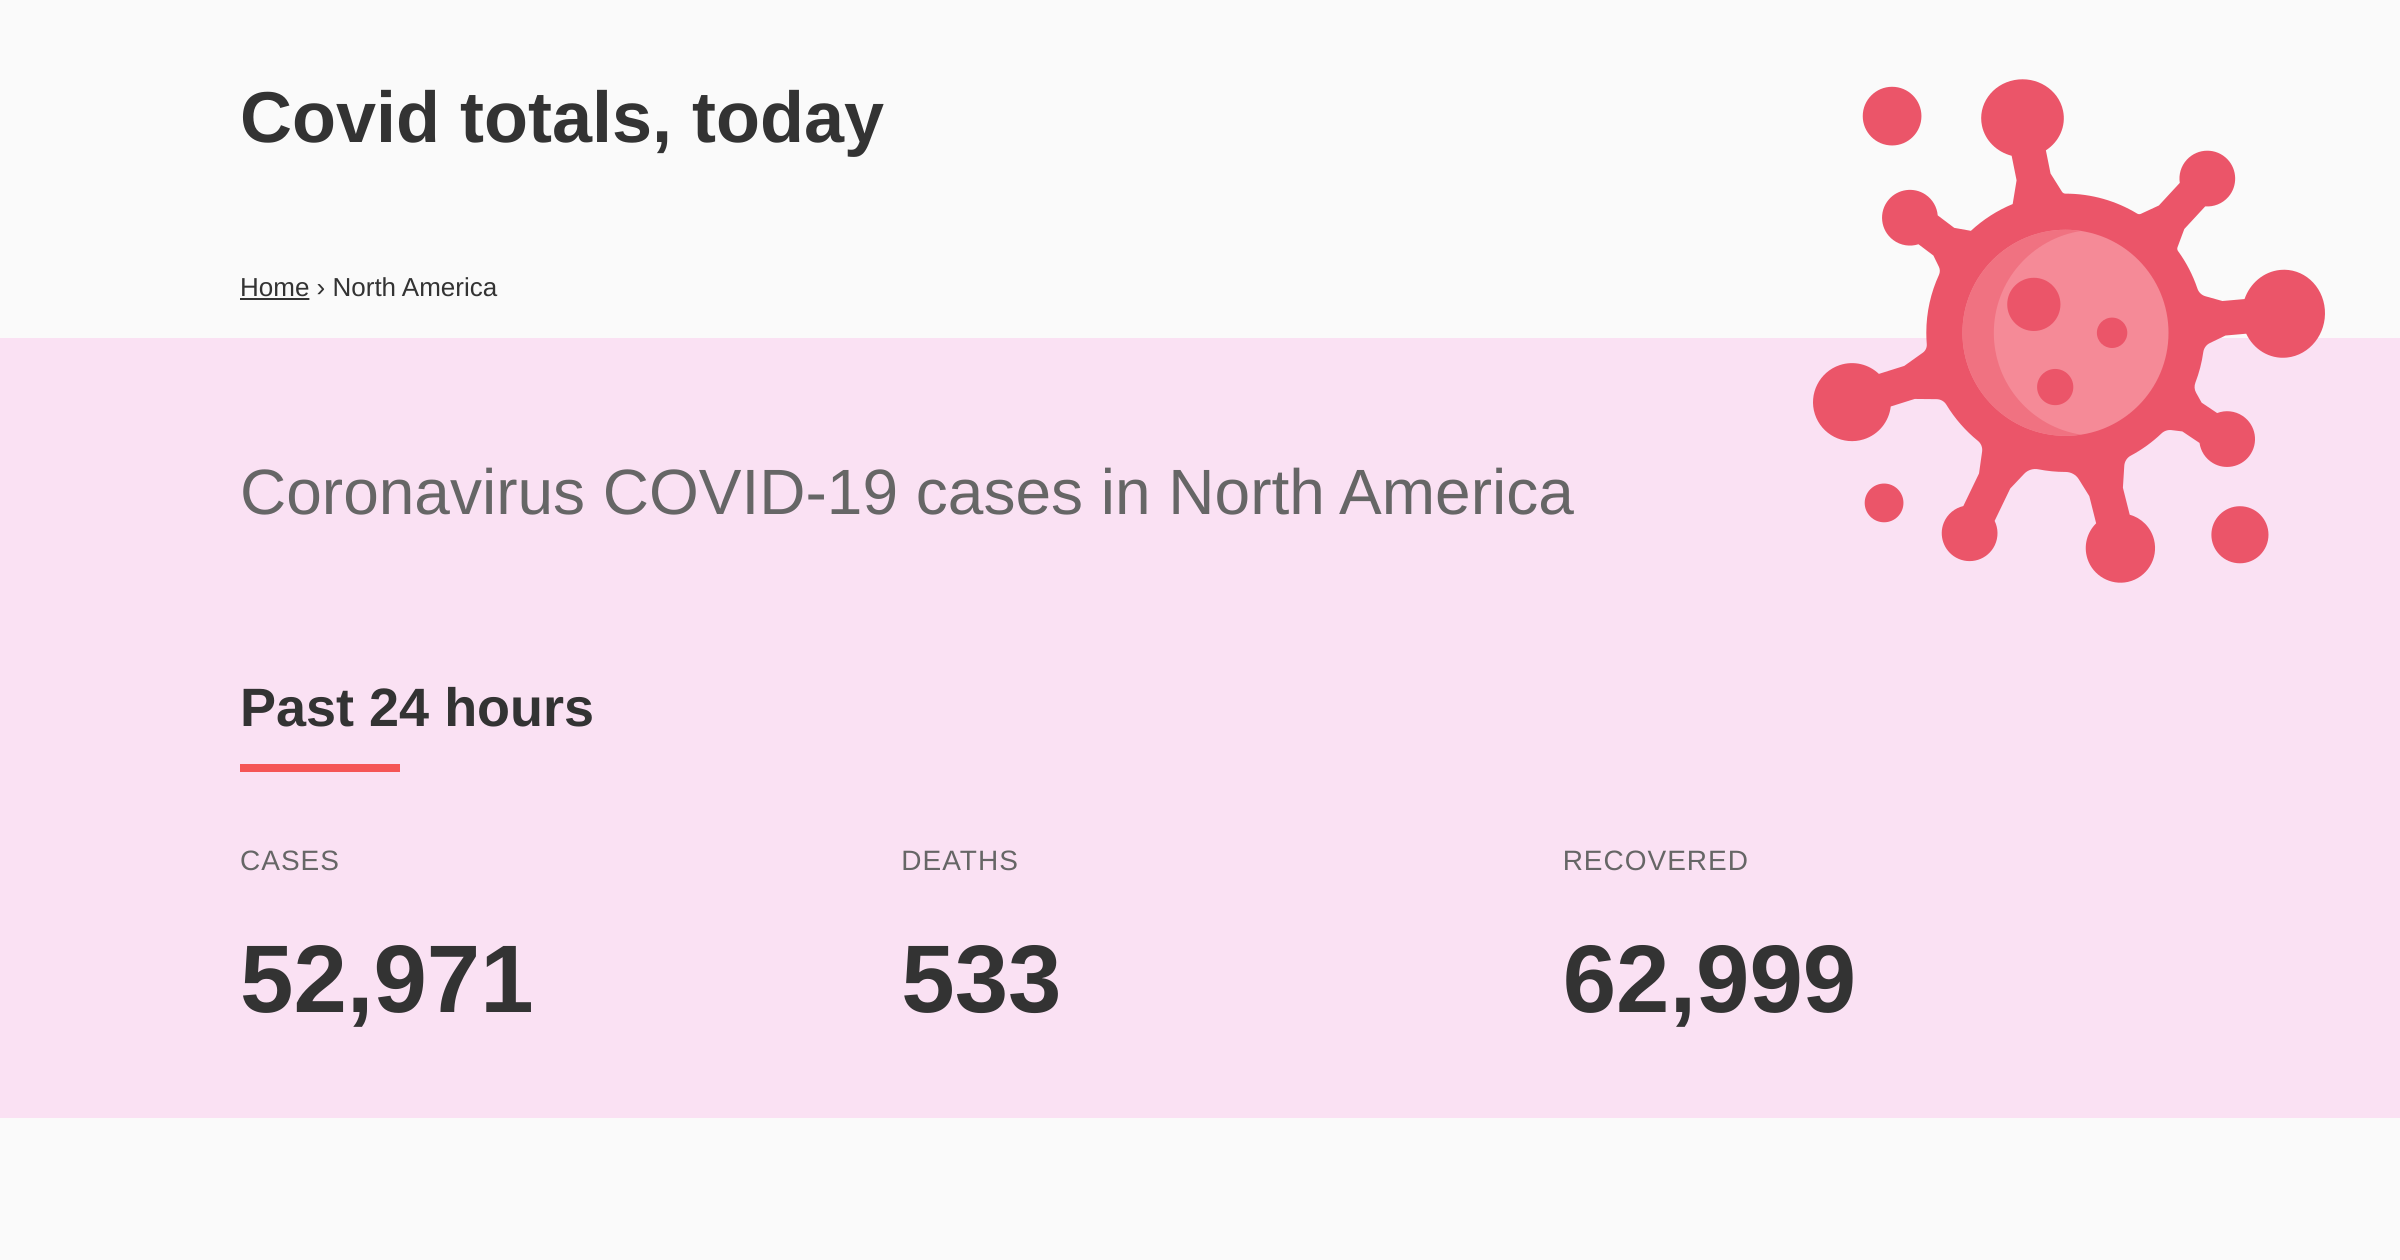 Covid totals, today
Home › North America
Coronavirus COVID-19 cases in North America
Past 24 hours
CASES
DEATHS
RECOVERED
52,971
533
62,999